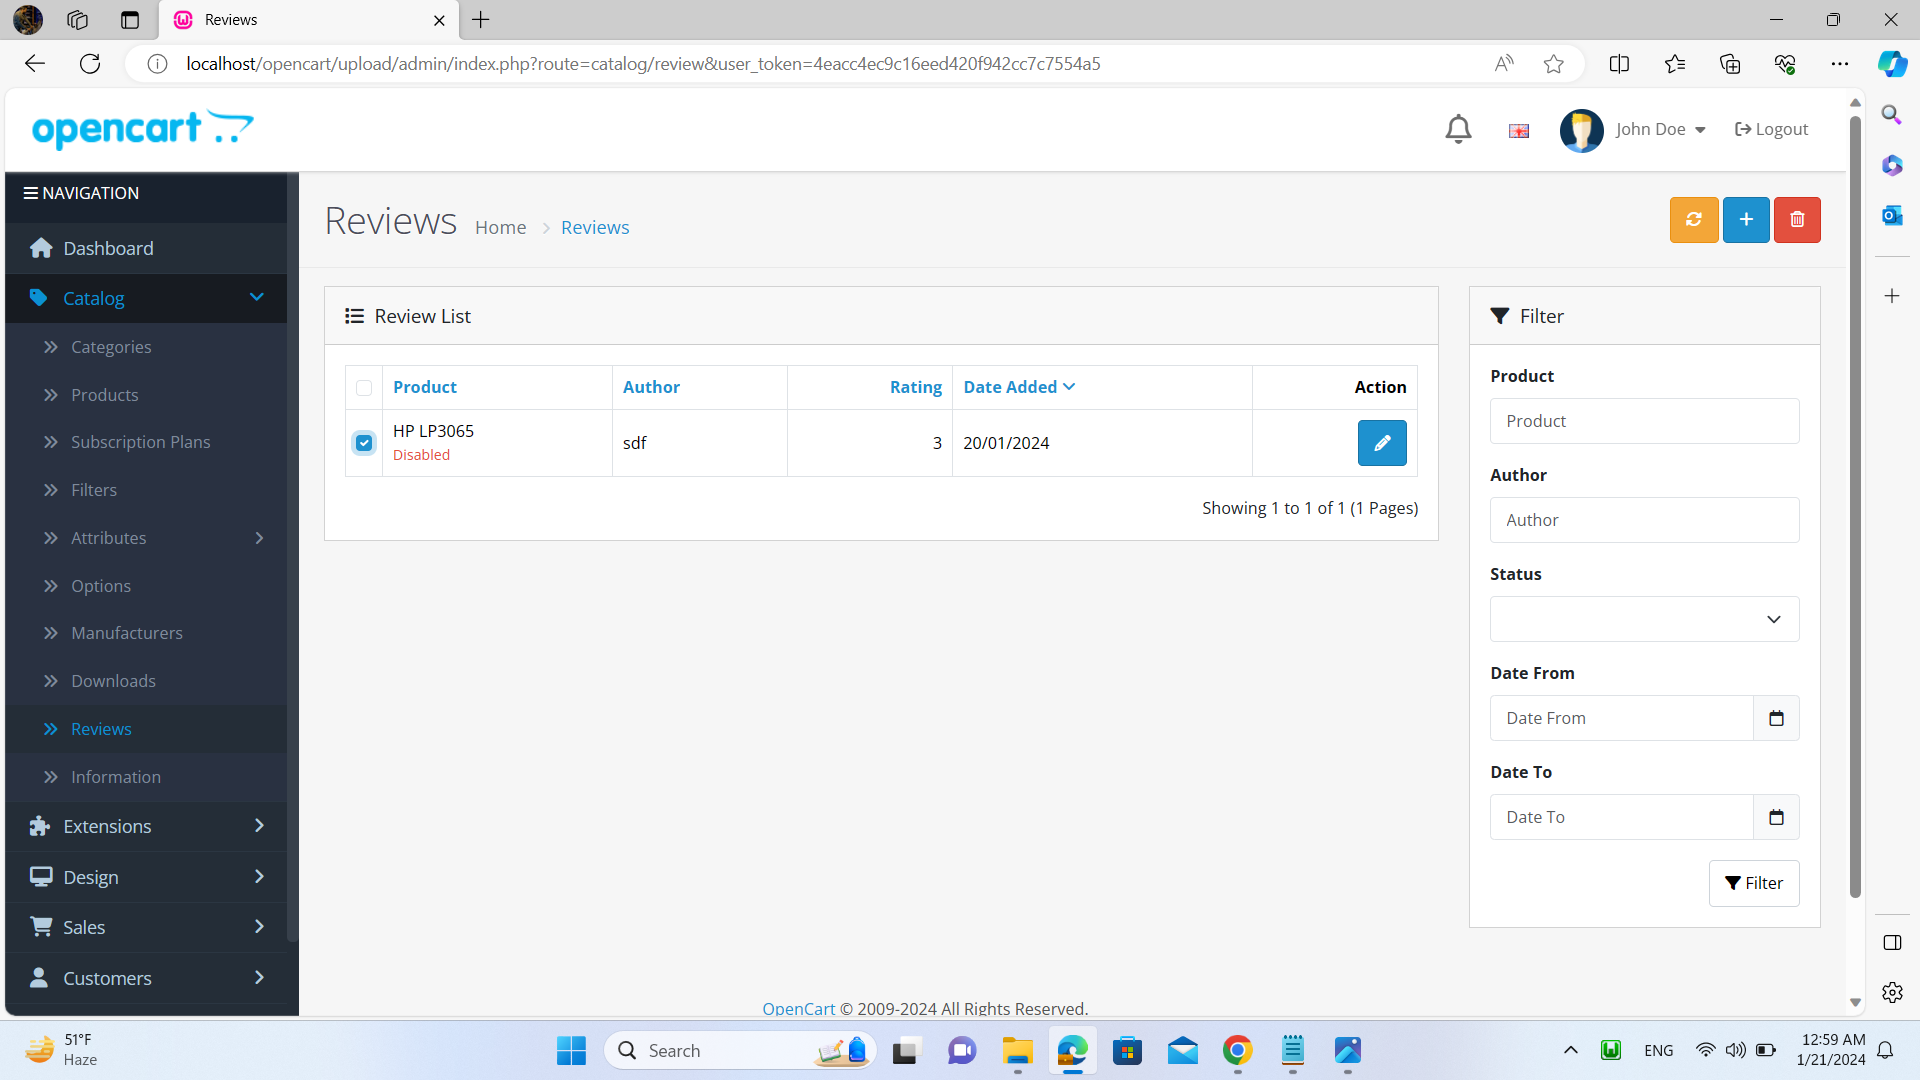 Reviews
localhost/opencart/upload/admin/index.php?route=catalog/review&user_token=4eacc4ec9c16eed420f942cc7c7554a5
opencart
John Doe
Logout
NAVIGATION
Dashboard
Catalog
Categories
Products
Subscription Plans
Filters
Attributes
Options
Manufacturers
Downloads
Reviews
Information
Extensions
Design
Sales
Customers
Reviews
Home
Reviews
Review List
Product Author Rating Date Added Action
HP LP3065
Disabled
sdf 3 20/01/2024
Showing 1 to 1 of 1 (1 Pages)
Filter
Product
Product
Author
Author
Status
Date From
Date From
Date To
Date To
Filter
OpenCart © 2009-2024 All Rights Reserved.
51°F
Haze
Search
ENG
12:59 AM
1/21/2024